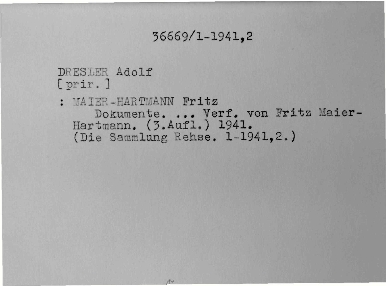 36669/1-1941,2
DRESLER Adolf
[prir.]
: MAIER-HARTMANN Fritz
Dokumente. ... Verf. von Fritz Maier-
Hartmann. (3.Aufl.) 1941.
(Die Sammlung Rehse. 1-1941,2.)